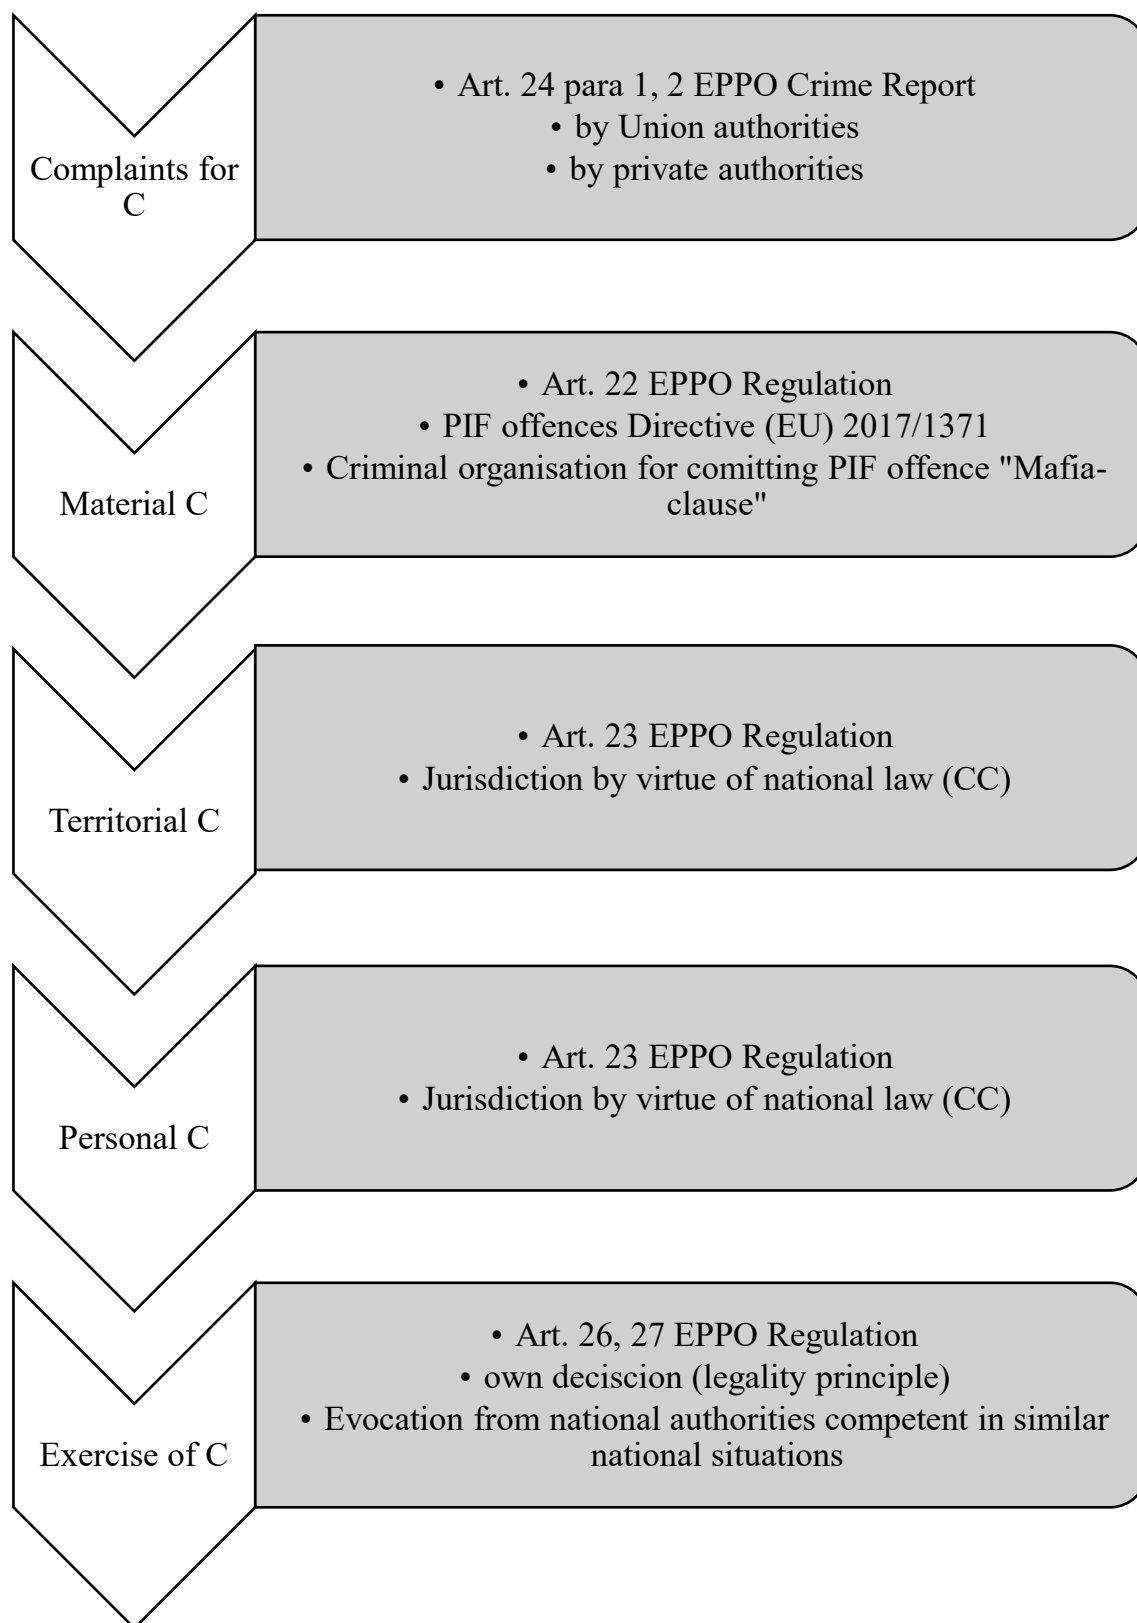 Complaints for
C
• Art. 24 para 1, 2 EPPO Crime Report
• by Union authorities
• by private authorities
Material C
• Art. 22 EPPO Regulation
• PIF offences Directive (EU) 2017/1371
• Criminal organisation for comitting PIF offence "Mafia-
clause"
Territorial C
• Art. 23 EPPO Regulation
• Jurisdiction by virtue of national law (CC)
Personal C
• Art. 23 EPPO Regulation
• Jurisdiction by virtue of national law (CC)
Exercise of C
• Art. 26, 27 EPPO Regulation
• own deciscion (legality principle)
• Evocation from national authorities competent in similar
national situations